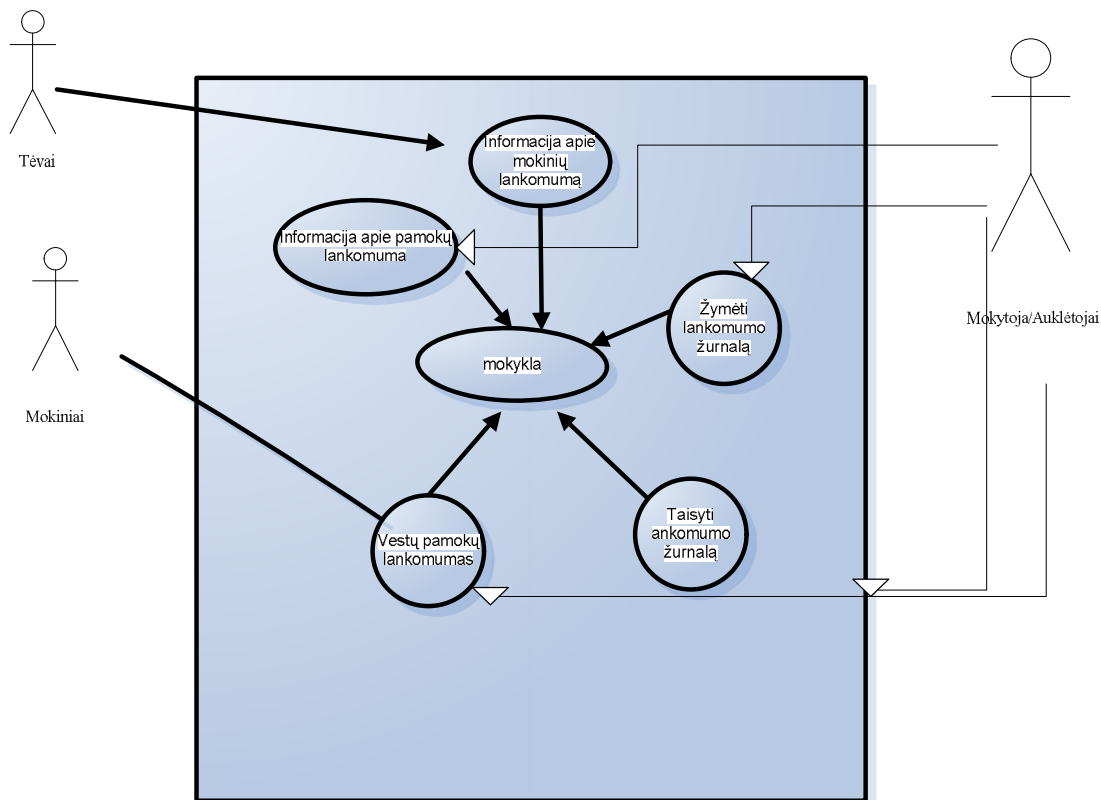 Tėvai
Informacija apie
mokinių
lankomumą
Informacija apie pamokų
lankomuma
Žymėti
lankomumo
žurnalą
Mokytoja/Auklėtojai
mokykla
Mokiniai
Vestų pamokų
lankomumas
Taisyti
ankomumo
žurnalą